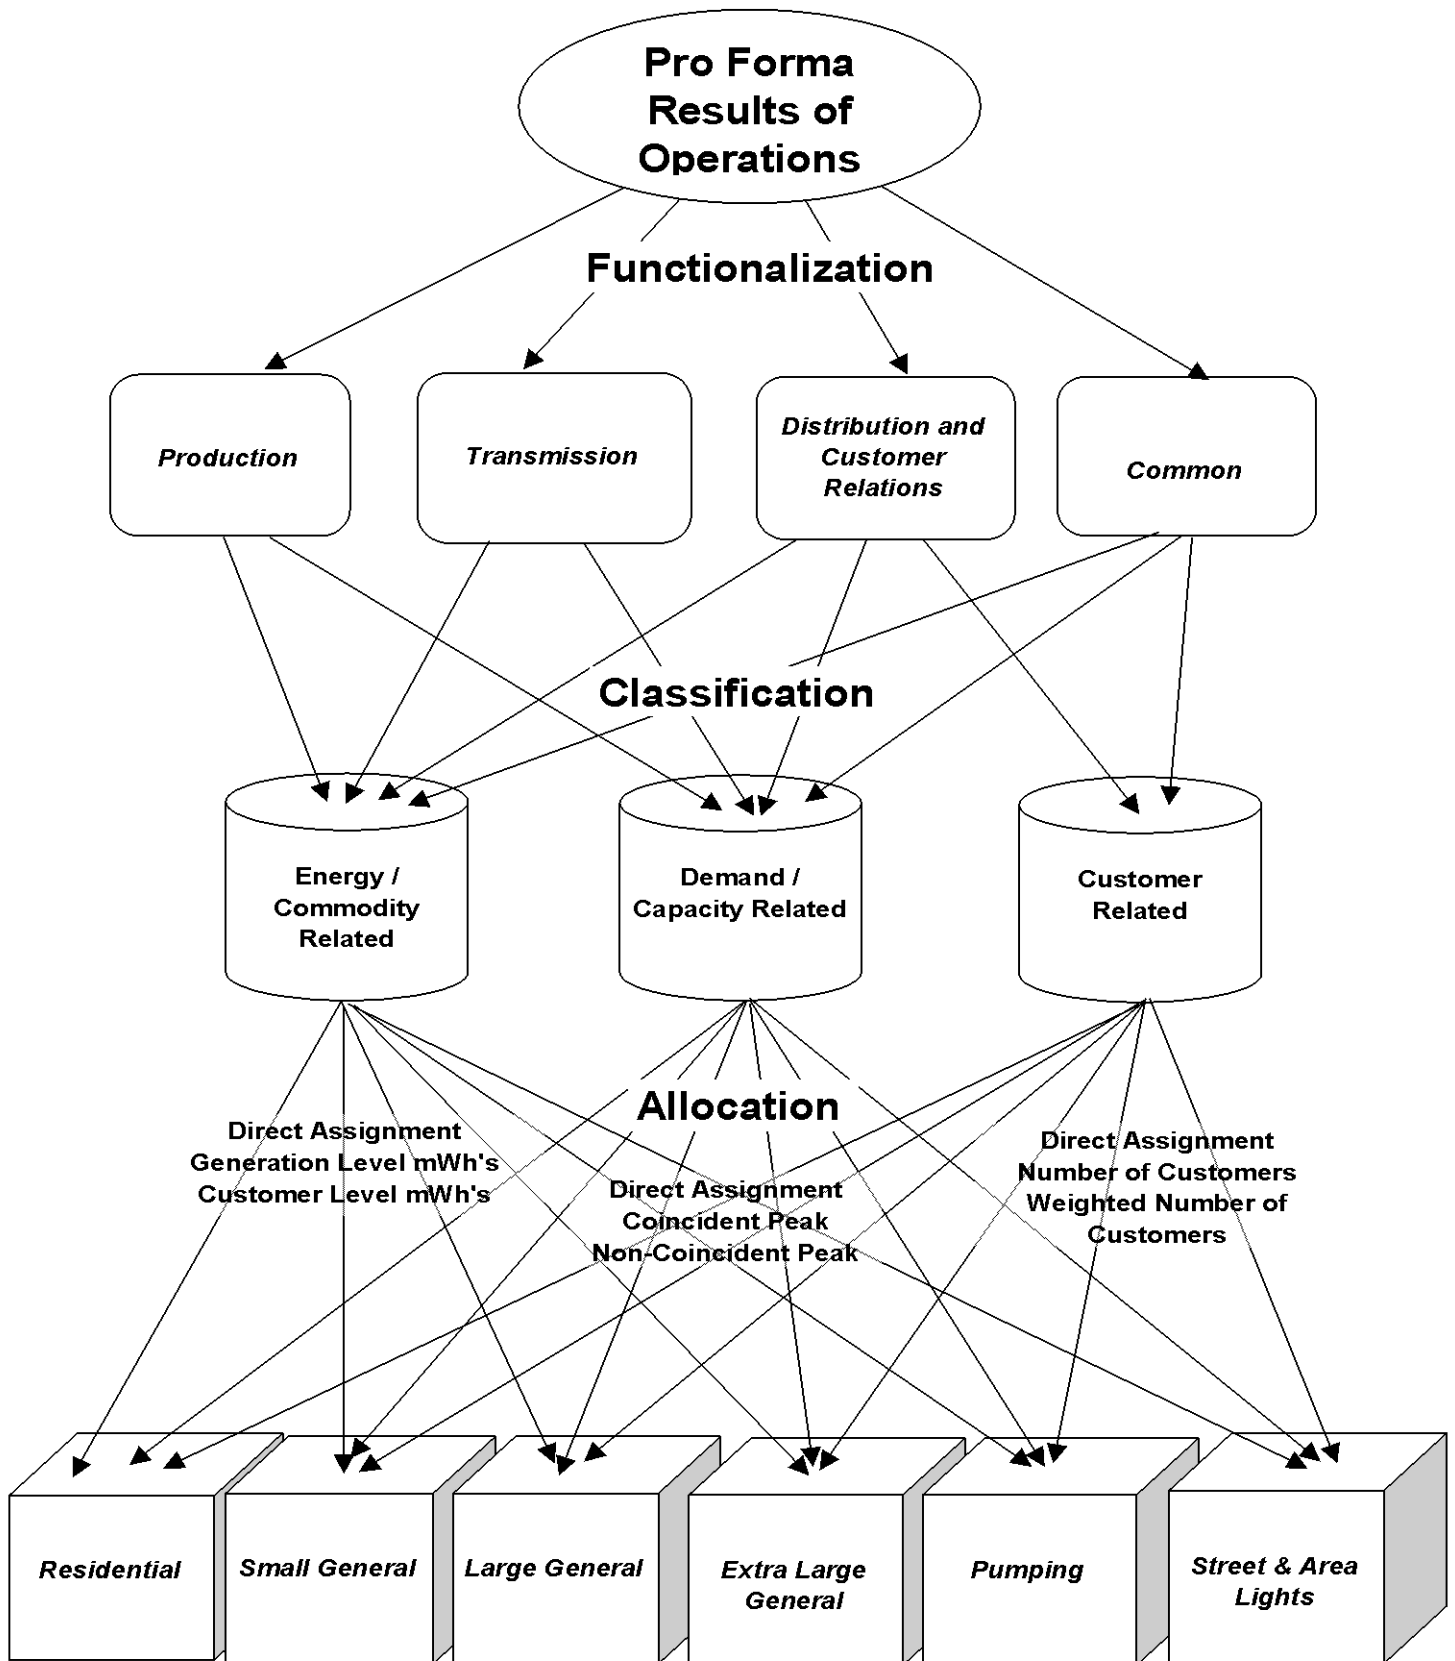 Pro Forma
Results of
Operations
Functionalization
Production
Transmission
Distribution and
Customer
Relations
Common
Classification
Energy /
Commodity
Related
Demand /
Capacity Related
Customer
Related
Allocation
Direct Assignment
Generation Level mWh's
Customer Level mWh's
Direct Assignment
Coincident Peak
Non-Coincident Peak
Direct Assignment
Number of Customers
Weighted Number of
Customers
Residential
Small General
Large General
Extra Large
General
Pumping
Street & Area
Lights